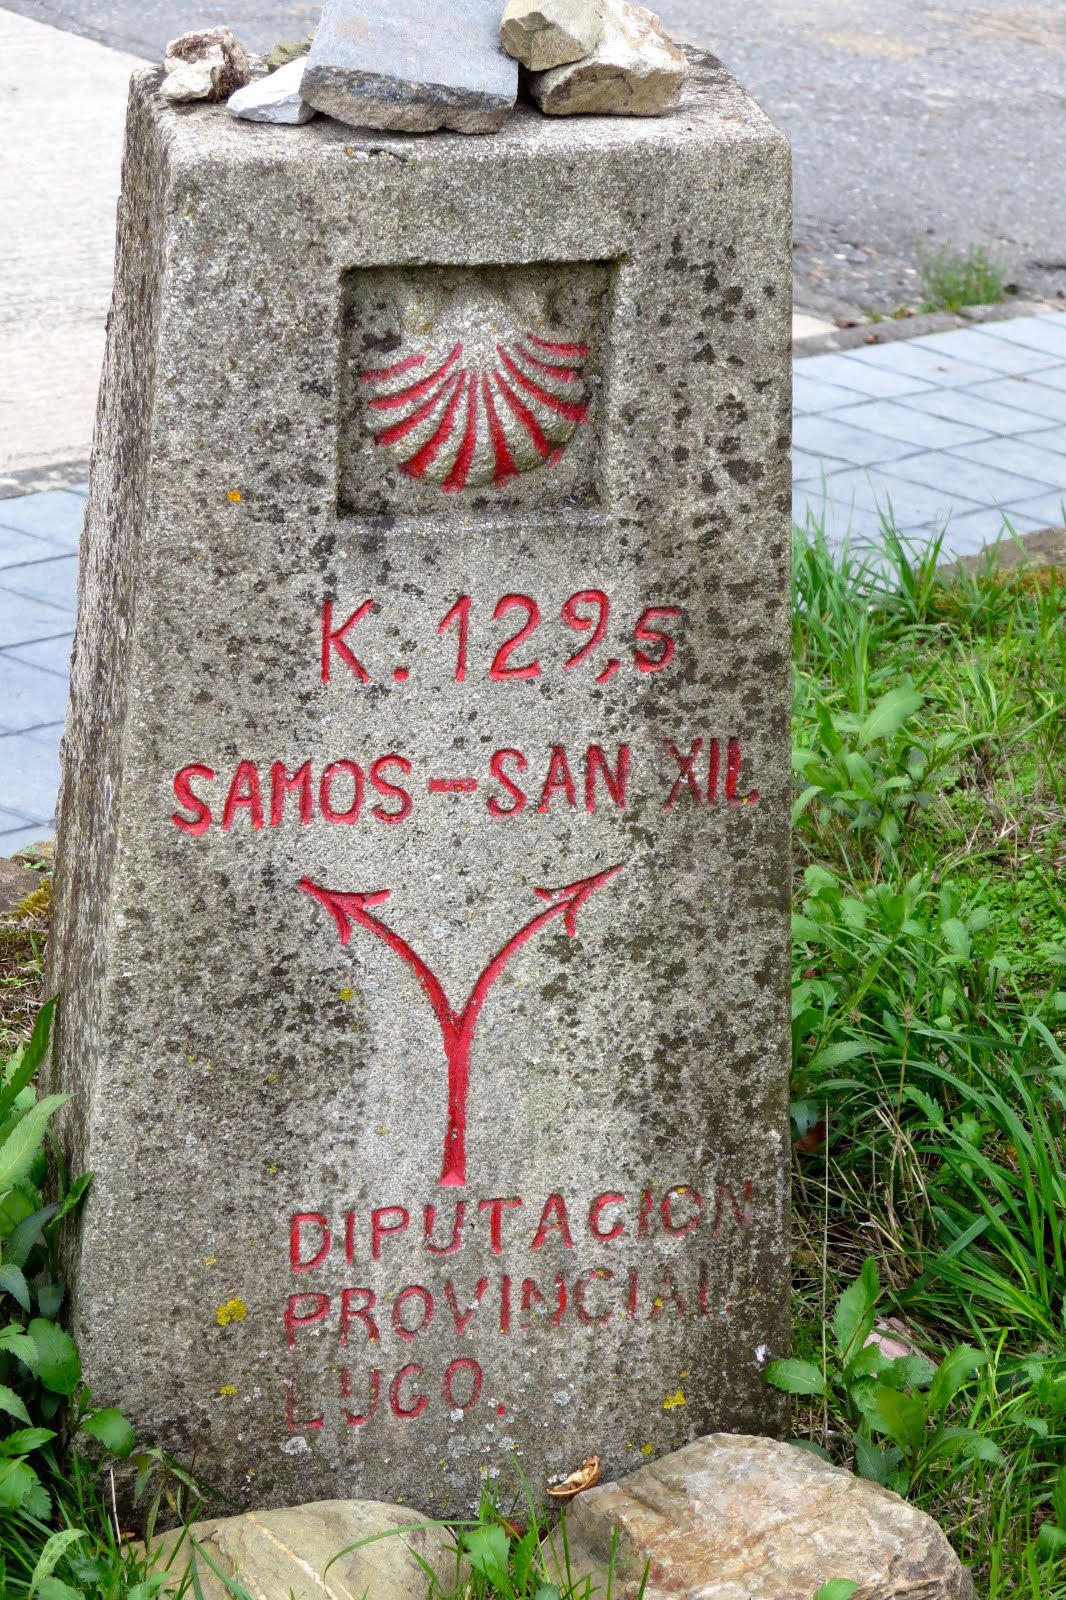 K. 129,5
SAMOS-SAN XIL
DIPUTACION
PROVINCIAL
LUGO.